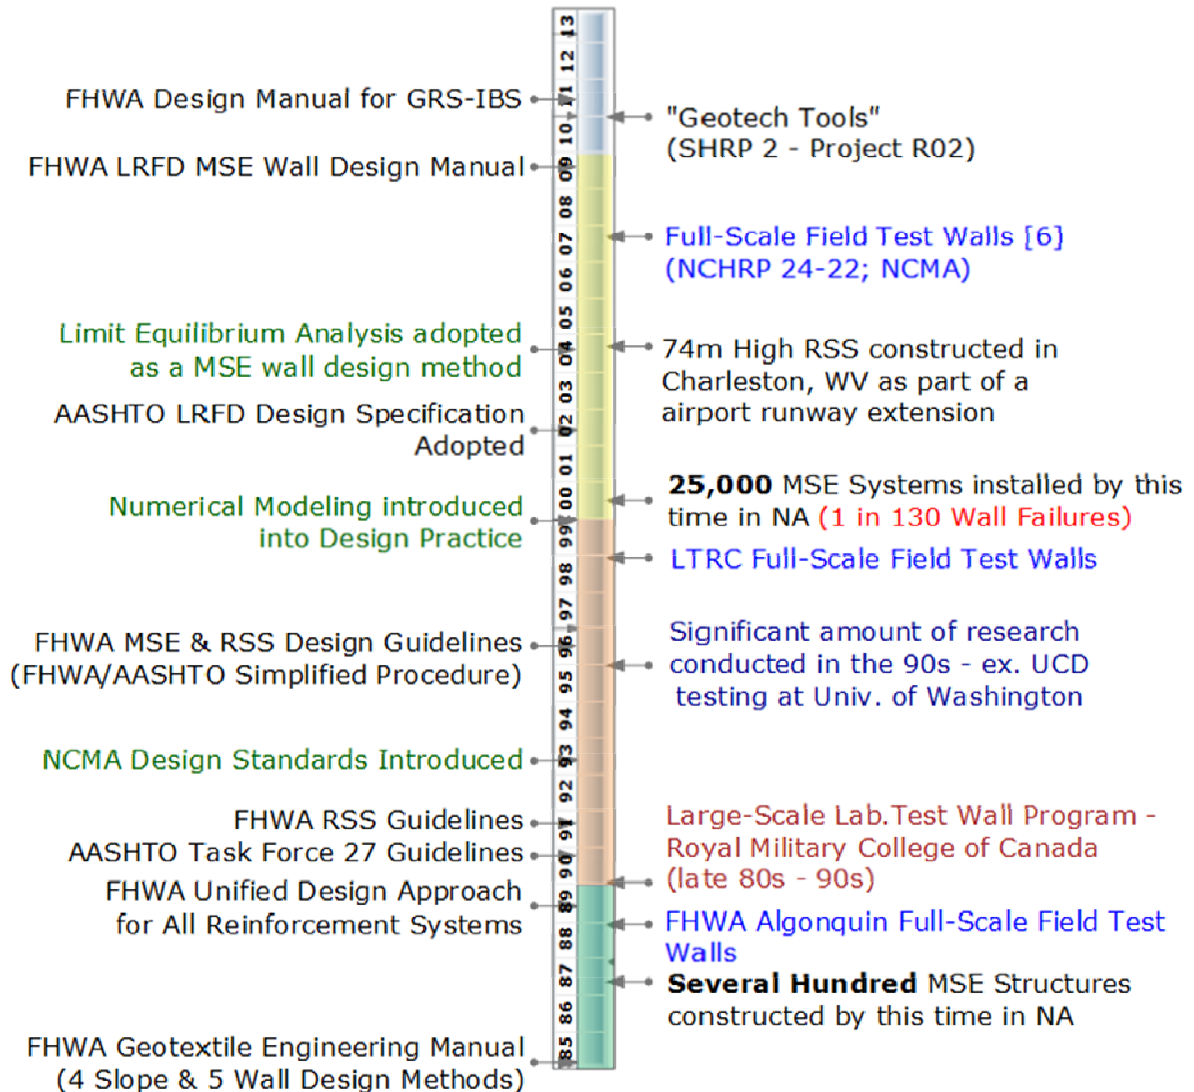 13
12
11
10
09
08
07
06
05
04
03
02
01
00
99
98
97
96
95
94
93
92
91
90
89
88
87
86
85
FHWA Design Manual for GRS-IBS
FHWA LRFD MSE Wall Design Manual
Limit Equilibrium Analysis adopted
as a MSE wall design method
AASHTO LRFD Design Specification
Adopted
Numerical Modeling introduced
into Design Practice
FHWA MSE & RSS Design Guidelines
(FHWA/AASHTO Simplified Procedure)
NCMA Design Standards Introduced
FHWA RSS Guidelines
AASHTO Task Force 27 Guidelines
FHWA Unified Design Approach
for All Reinforcement Systems
FHWA Geotextile Engineering Manual
(4 Slope & 5 Wall Design Methods)
"Geotech Tools"
(SHRP 2 - Project R02)
Full-Scale Field Test Walls [6]
(NCHRP 24-22; NCMA)
74m High RSS constructed in
Charleston, WV as part of a
airport runway extension
25,000 MSE Systems installed by this
time in NA (1 in 130 Wall Failures)
LTRC Full-Scale Field Test Walls
Significant amount of research
conducted in the 90s - ex. UCD
testing at Univ. of Washington
Large-Scale Lab.Test Wall Program -
Royal Military College of Canada
(late 80s - 90s)
FHWA Algonquin Full-Scale Field Test
Walls
Several Hundred MSE Structures
constructed by this time in NA